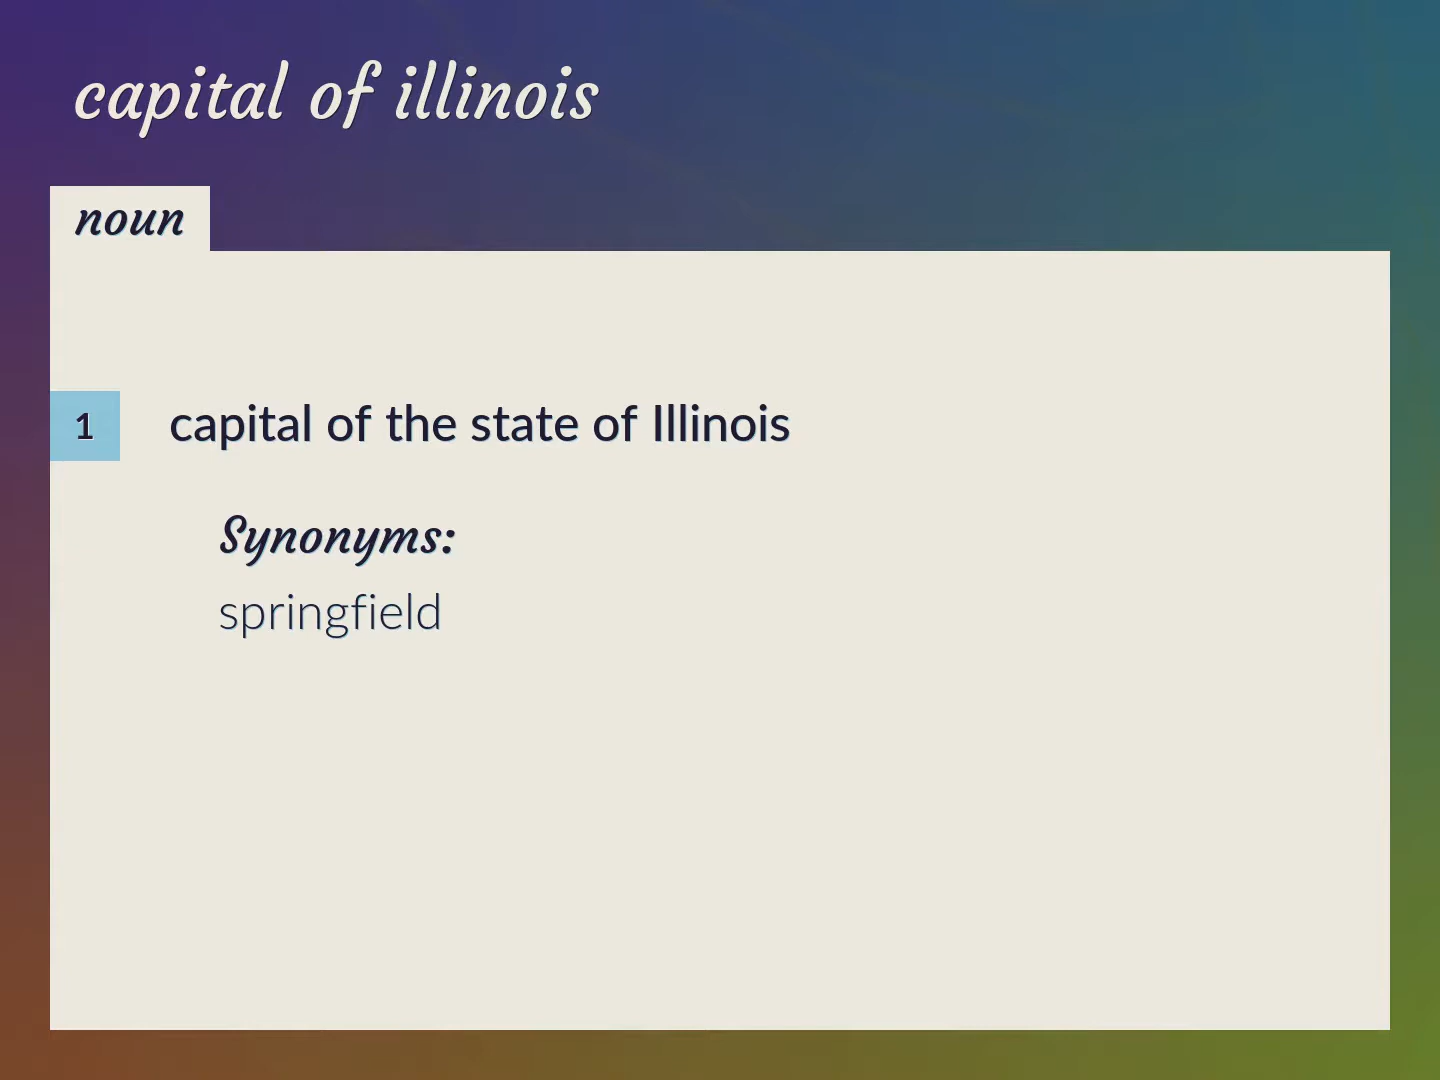 capital of illinois
noun
1 capital of the state of Illinois
Synonyms:
springfield